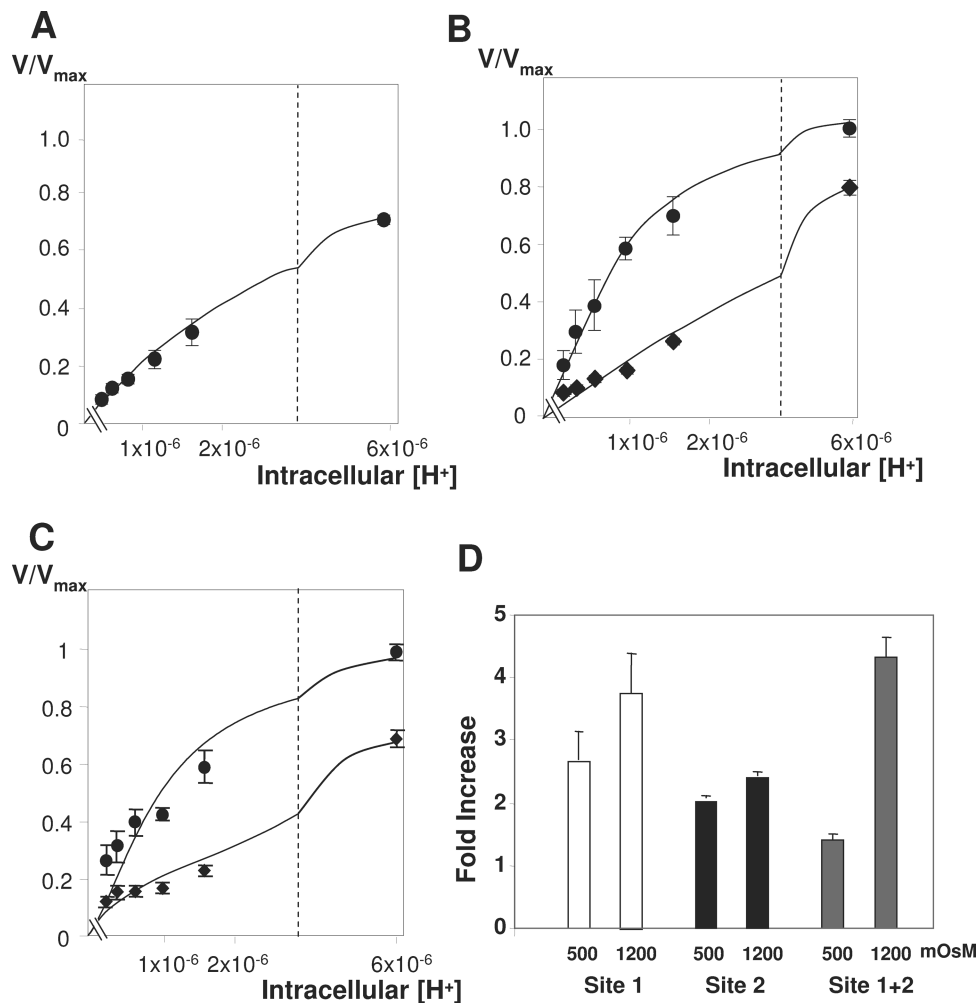 A
V/Vmax
1.0
0.8
0.6
0.4
0.2
0
1x10-6 2x10-6 6x10-6
Intracellular [H+]
B
V/Vmax
1.0
0.8
0.6
0.4
0.2
0
1x10-6 2x10-6 6x10-6
Intracellular [H+]
C
V/Vmax
1
0.8
0.6
0.4
0.2
0
1x10-6 2x10-6 6x10-6
Intracellular [H+]
D
Fold Increase
5
4
3
2
1
0
500 1200 500 1200 500 1200 mOsM
Site 1 Site 2 Site 1+2